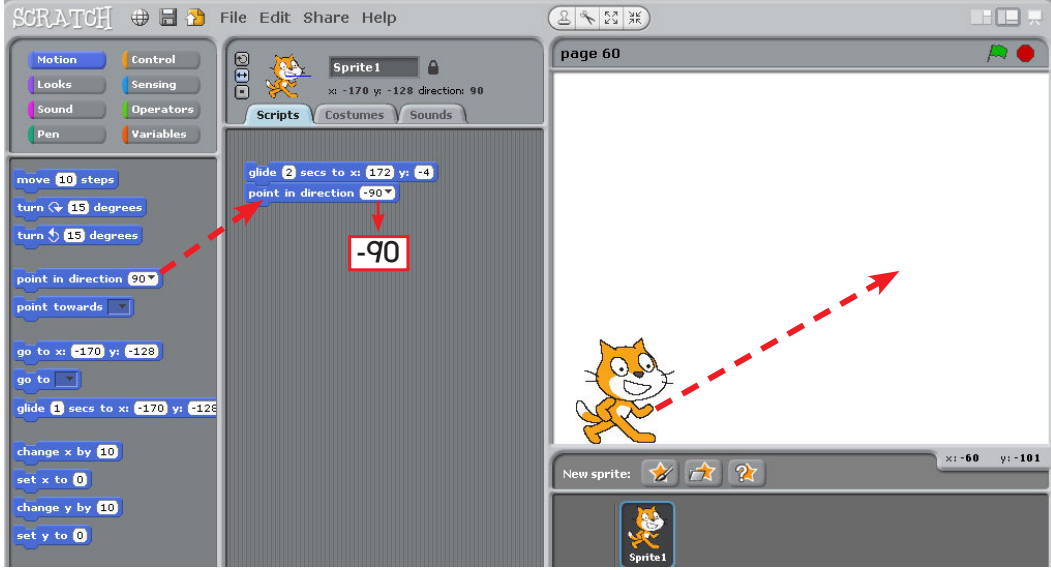 SCRATCH File Edit Share Help
Motion Control
Looks Sensing
Sound Operators
Pen Variables
move 10 steps
turn 15 degrees
turn 15 degrees
point in direction 90
point towards
go to x: -170 y: -128
go to
glide 1 secs to x: -170 y: -128
change x by 10
set x to 0
change y by 10
set y to 0
Sprite1
x: -170 y: -128 direction: 90
Scripts Costumes Sounds
glide 2 secs to x: 172 y: -4
point in direction -90
-90
page 60
x: -60 y: -101
New sprite:
Sprite1